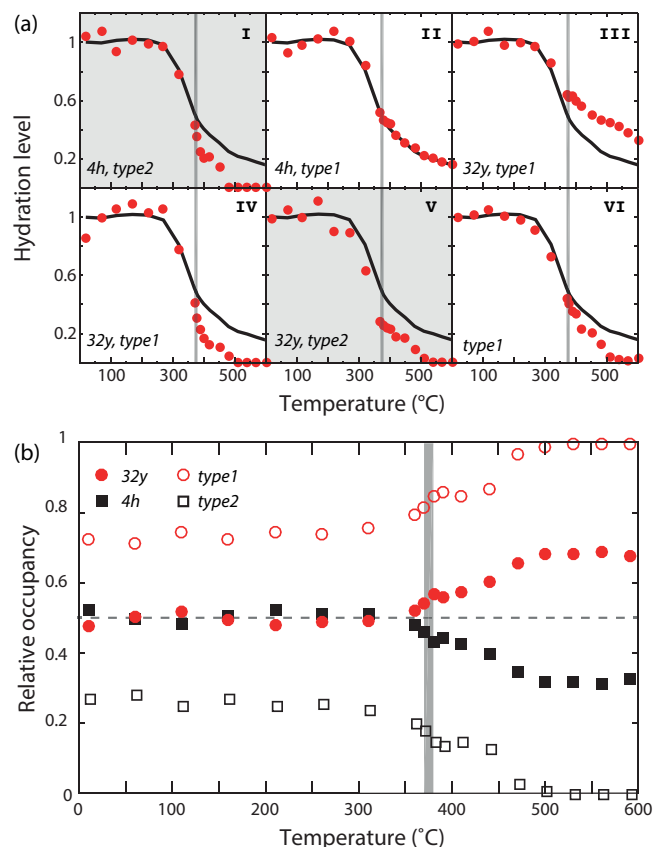 (a)
I
II
III
1
0.6
0.2
4h, type2
4h, type1
32y, type1
Hydration level
IV
V
VI
1
0.6
0.2
32y, type1
32y, type2
type1
100 300 500 100 300 500 100 300 500
Temperature (°C)
(b)
1
32y type1
4h type2
0.8
0.6
0.4
0.2
0
Relative occupancy
0 100 200 300 400 500 600
Temperature (°C)